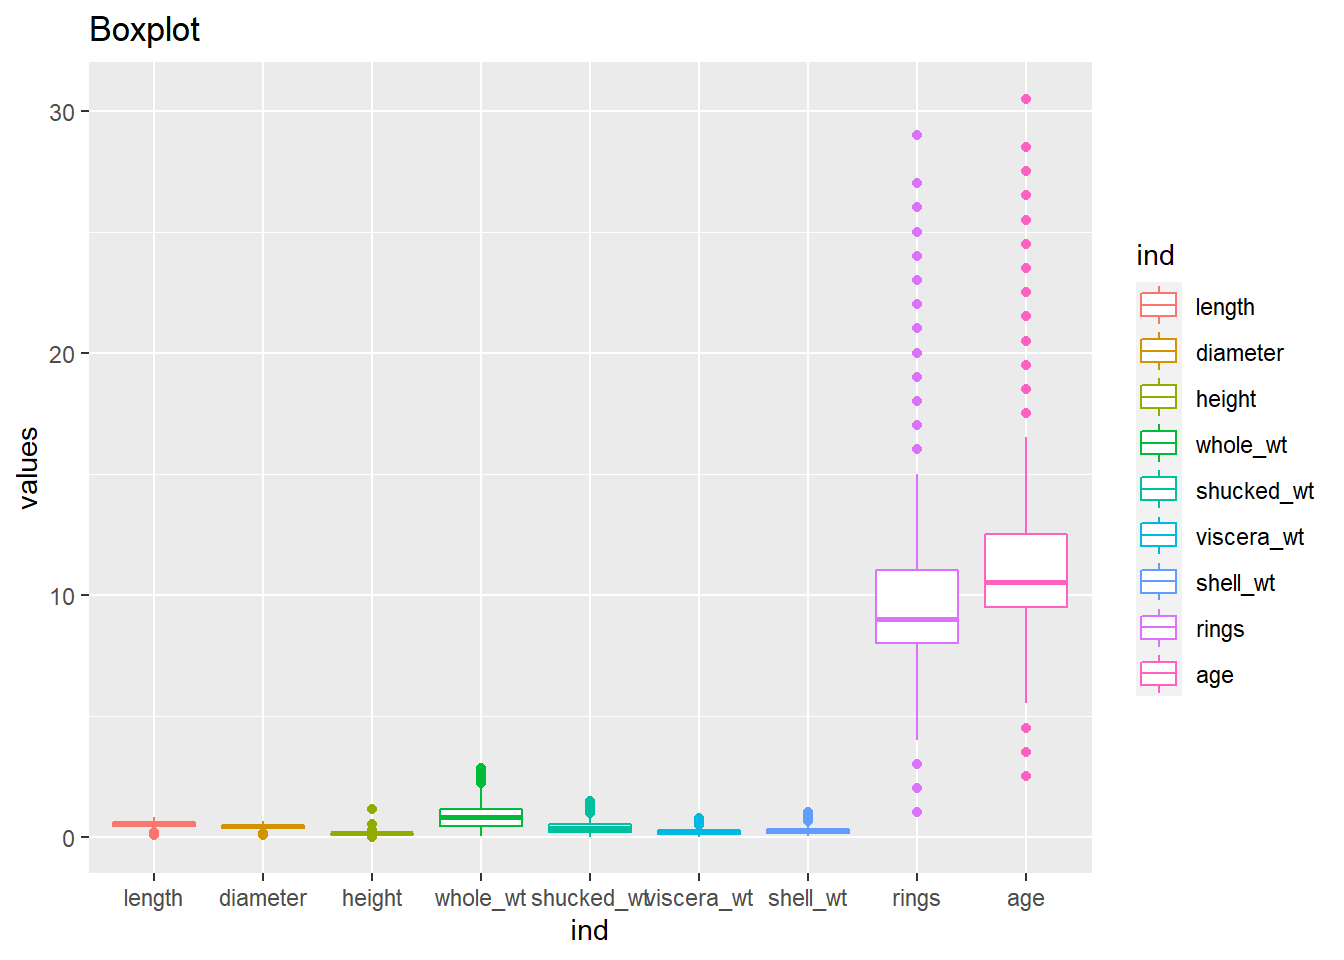 Boxplot
30
20
10
0
values
length diameter height whole_wt shucked_wt viscera_wt shell_wt rings age
ind
ind
length
diameter
height
whole_wt
shucked_wt
viscera_wt
shell_wt
rings
age